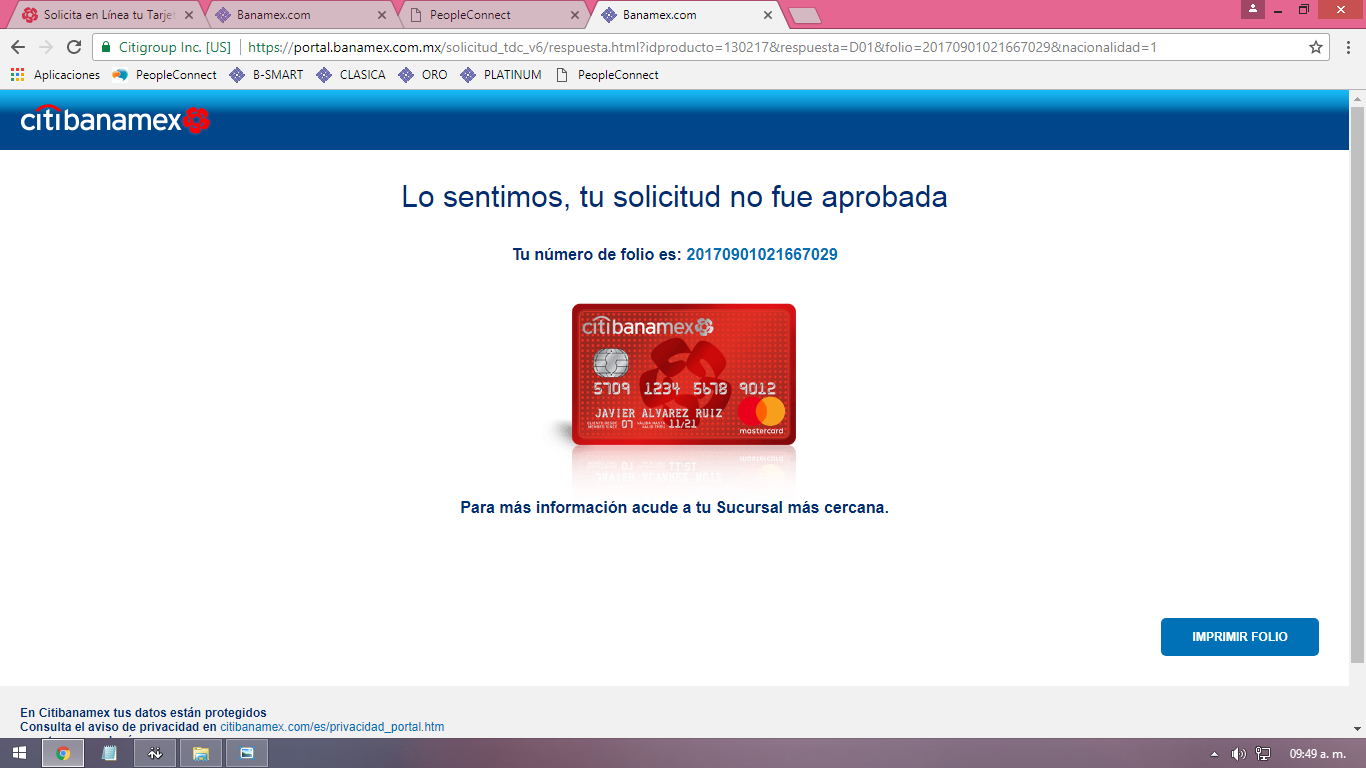 Solicita en Línea tu Tarjet
Banamex.com
PeopleConnect
Banamex.com
Citigroup Inc. [US]
https://portal.banamex.com.mx/solicitud_tdc_v6/respuesta.html?idproducto=130217&respuesta=D01&folio=20170901021667029&nacionalidad=1
Aplicaciones
PeopleConnect
B-SMART
CLASICA
ORO
PLATINUM
PeopleConnect
citibanamex
Lo sentimos, tu solicitud no fue aprobada
Tu número de folio es: 20170901021667029
citibanamex
5709 1234 5678 9012
JAVIER ALVAREZ RUIZ
07 11/21
mastercard
Para más información acude a tu Sucursal más cercana.
IMPRIMIR FOLIO
En Citibanamex tus datos están protegidos
Consulta el aviso de privacidad en citibanamex.com/es/privacidad_portal.htm
09:49 a. m.